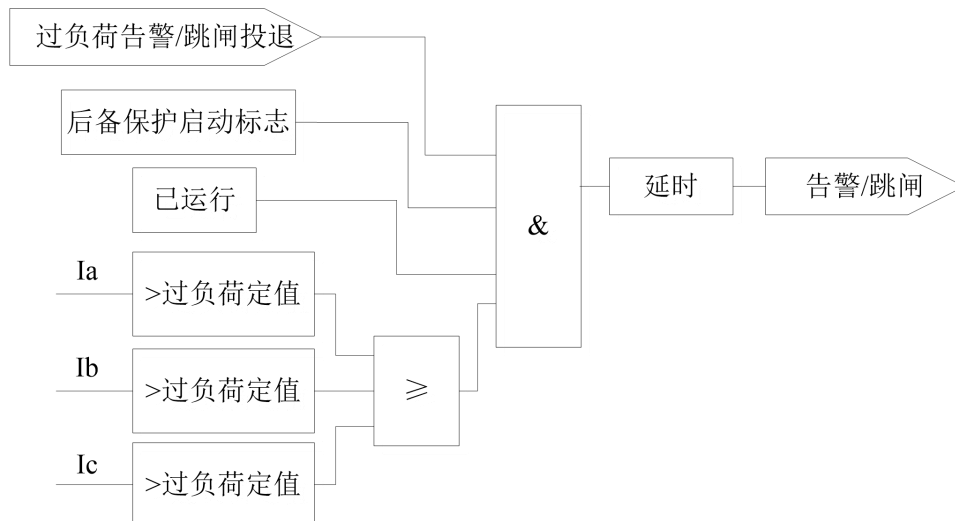 过负荷告警/跳闸投退
后备保护启动标志
已运行
&
延时
告警/跳闸
Ia
>过负荷定值
Ib
>过负荷定值
≥
Ic
>过负荷定值